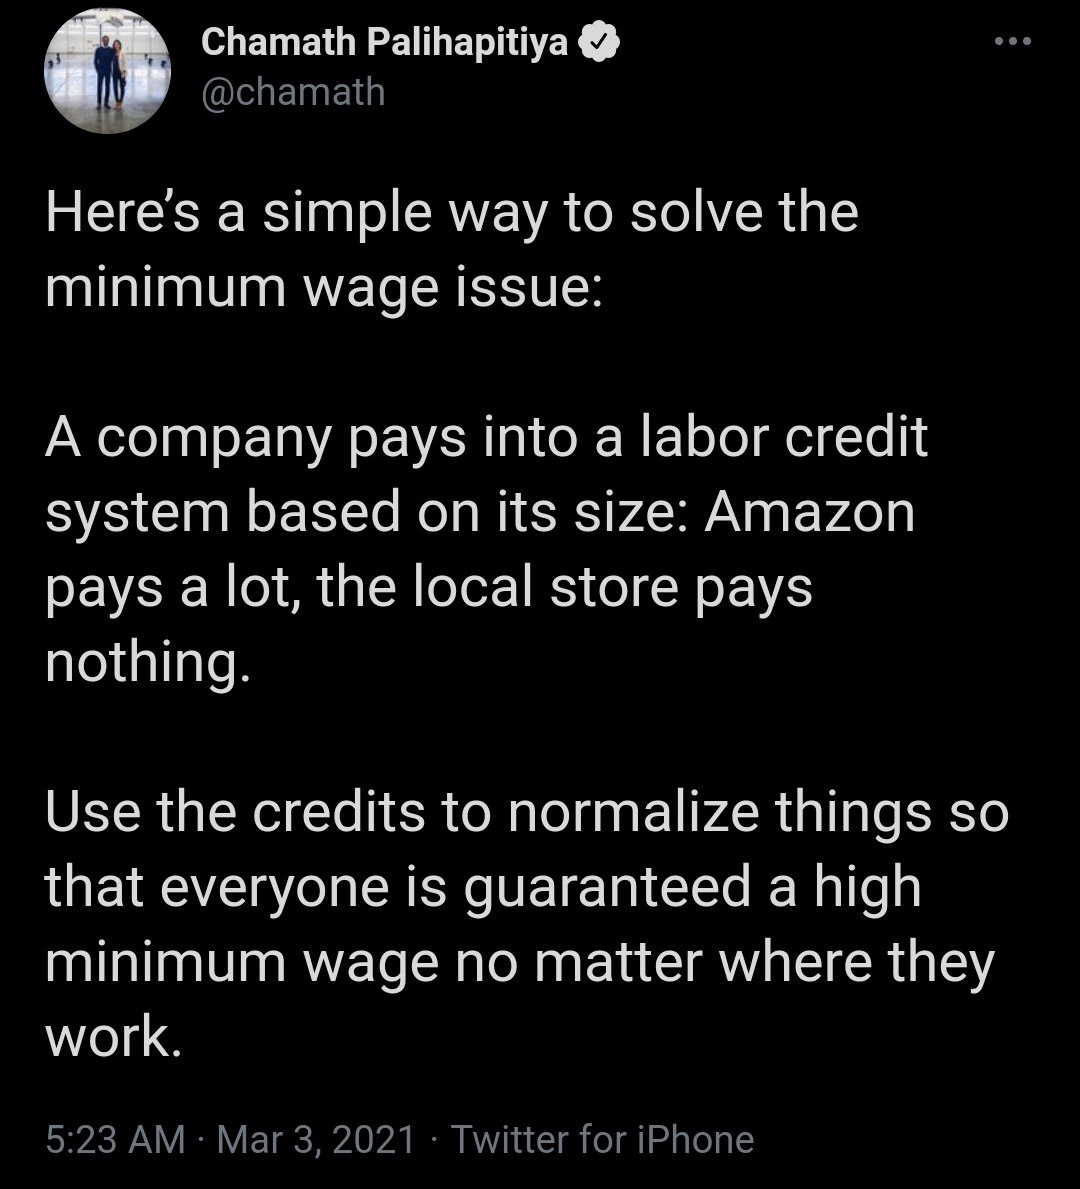 Chamath Palihapitiya
@chamath
Here’s a simple way to solve the
minimum wage issue:
A company pays into a labor credit
system based on its size: Amazon
pays a lot, the local store pays
nothing.
Use the credits to normalize things so
that everyone is guaranteed a high
minimum wage no matter where they
work.
5:23 AM · Mar 3, 2021 · Twitter for iPhone